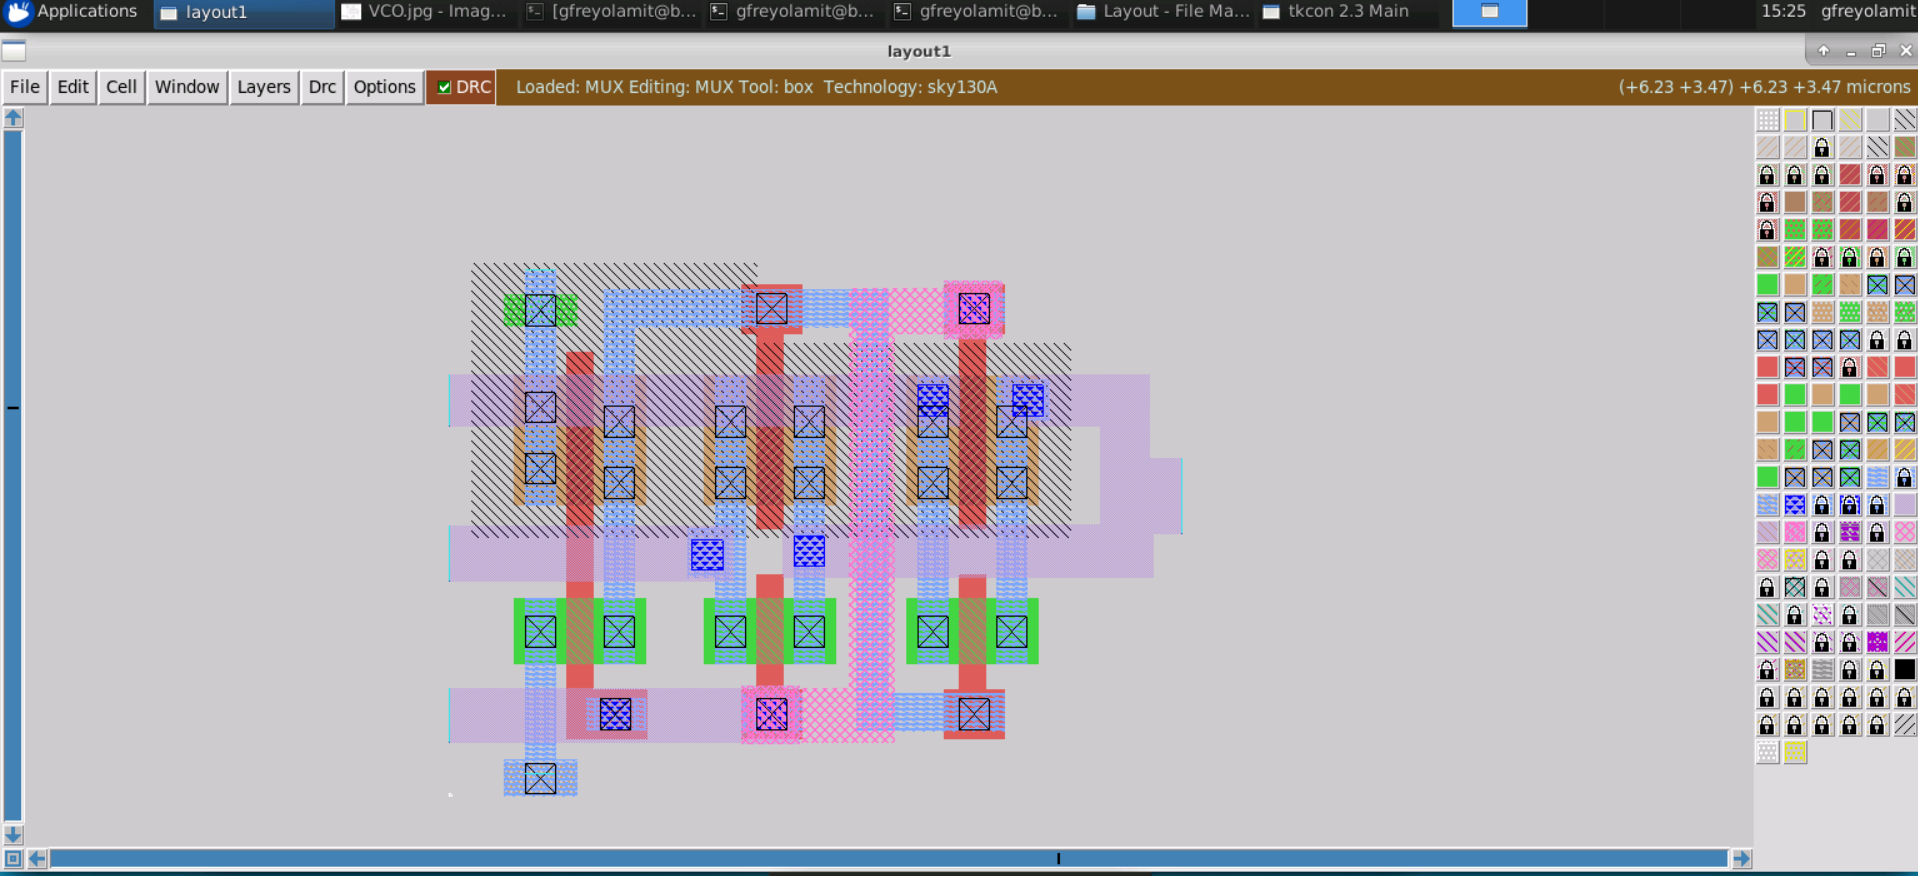 Applications layout1 VCO.jpg - Imag... [gfreyolamit@b... gfreyolamit@b... gfreyolamit@b... Layout - File Ma... tkcon 2.3 Main 15:25 gfreyolamit
layout1
File Edit Cell Window Layers Drc Options DRC Loaded: MUX Editing: MUX Tool: box Technology: sky130A (+6.23 +3.47) +6.23 +3.47 microns